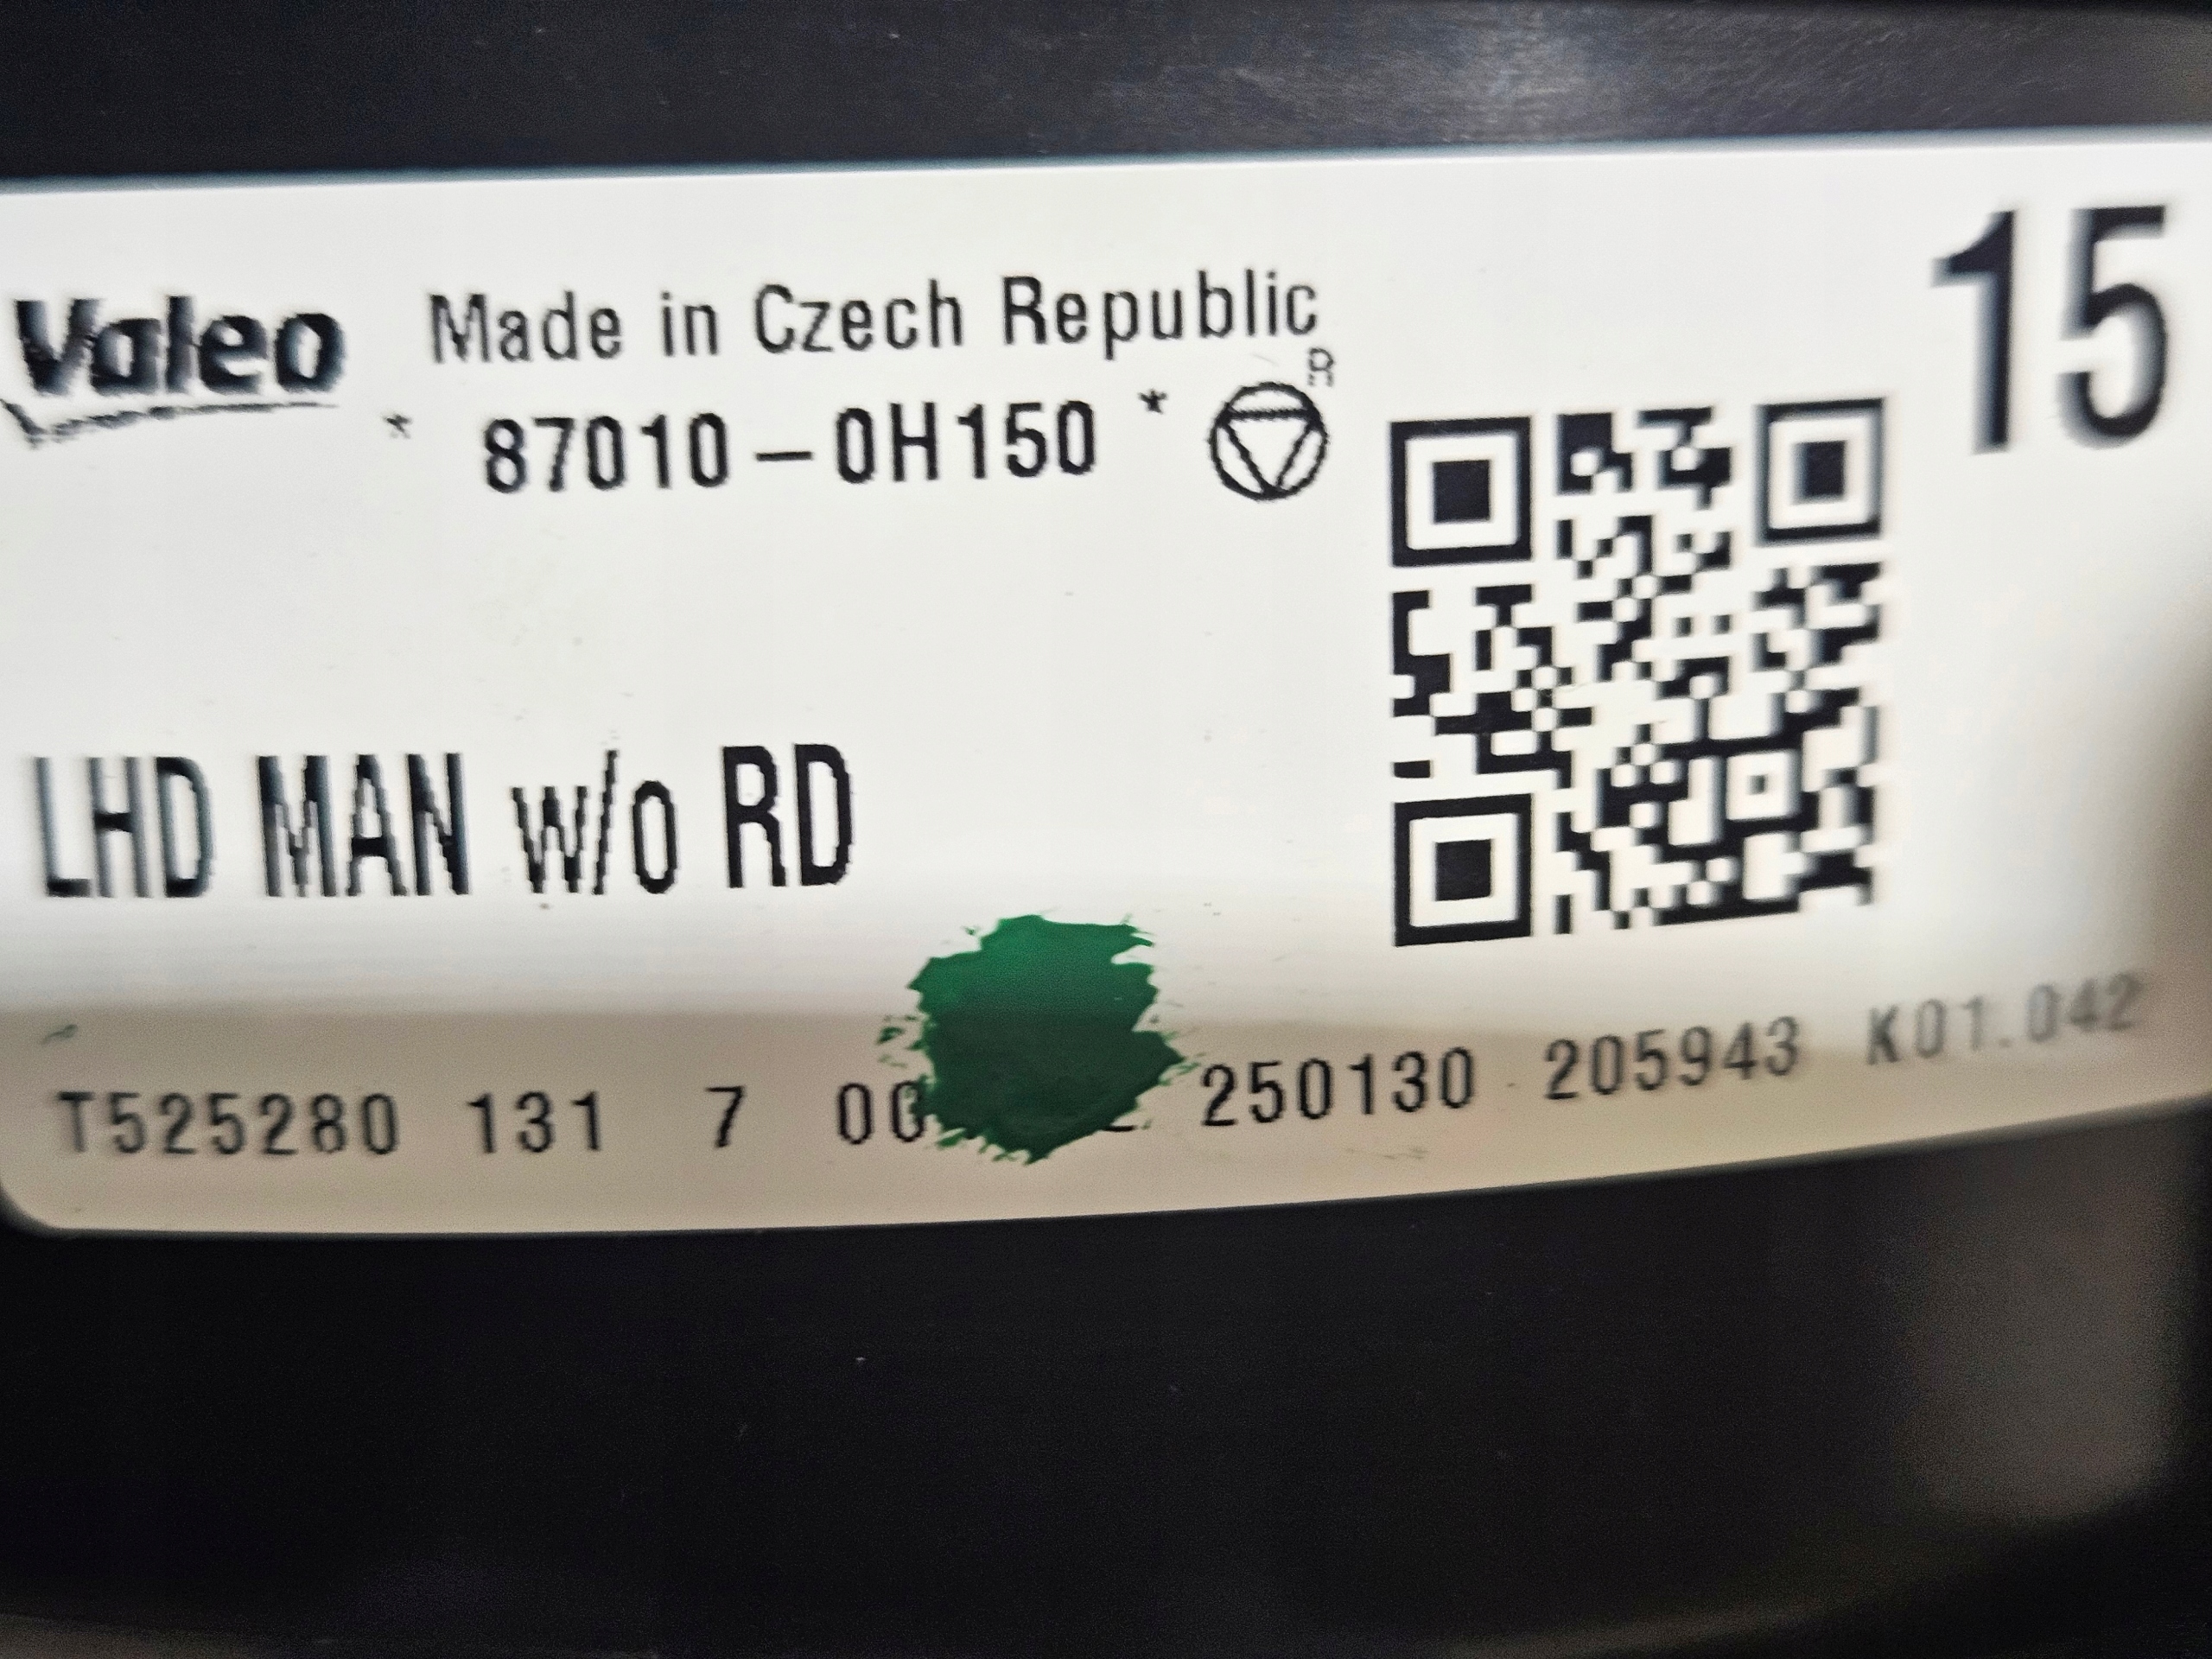 Valeo Made in Czech Republic
* 87010-0H150 * R
15
LHD MAN w/o RD
T525280 131 7 250130 205943 K01.042